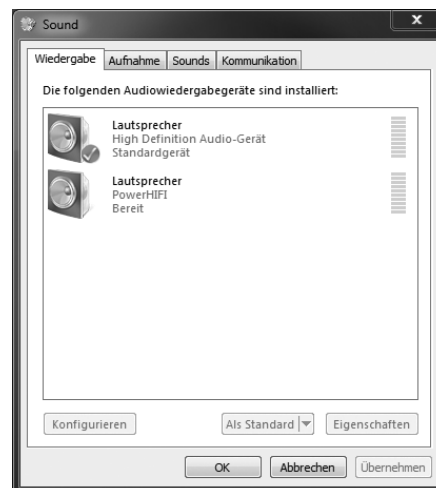 Sound
x
Wiedergabe Aufnahme Sounds Kommunikation
Die folgenden Audiowiedergabegeräte sind installiert:
Lautsprecher
High Definition Audio-Gerät
Standardgerät
Lautsprecher
PowerHIFI
Bereit
Konfigurieren Als Standard Eigenschaften
OK Abbrechen Übernehmen